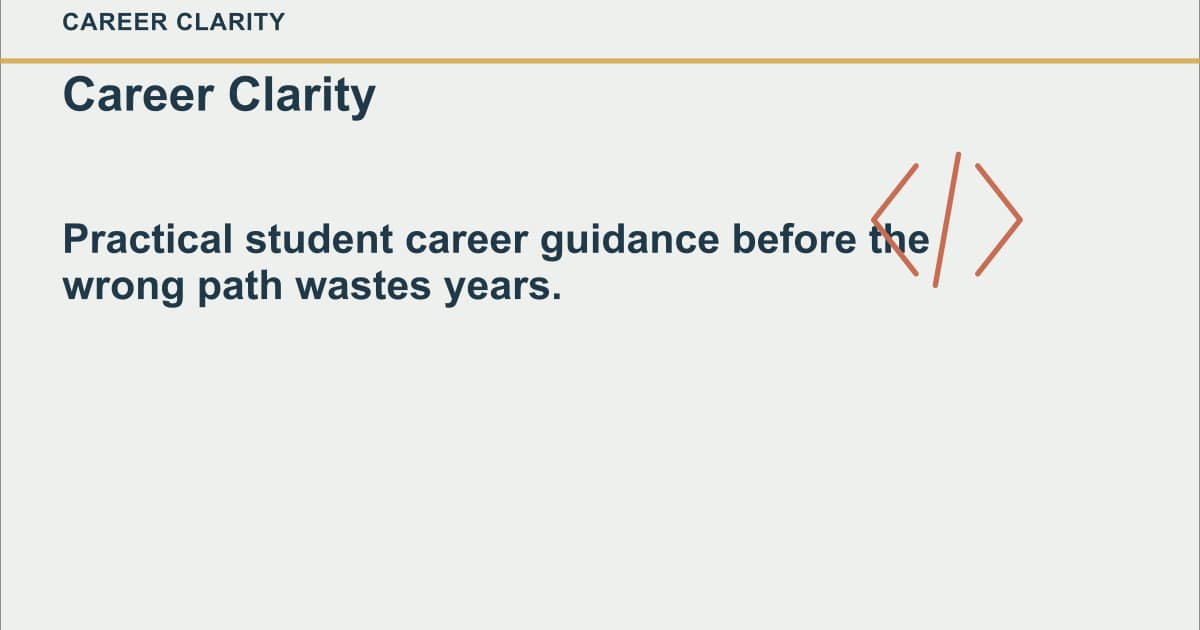 CAREER CLARITY
Career Clarity
Practical student career guidance before the
wrong path wastes years.